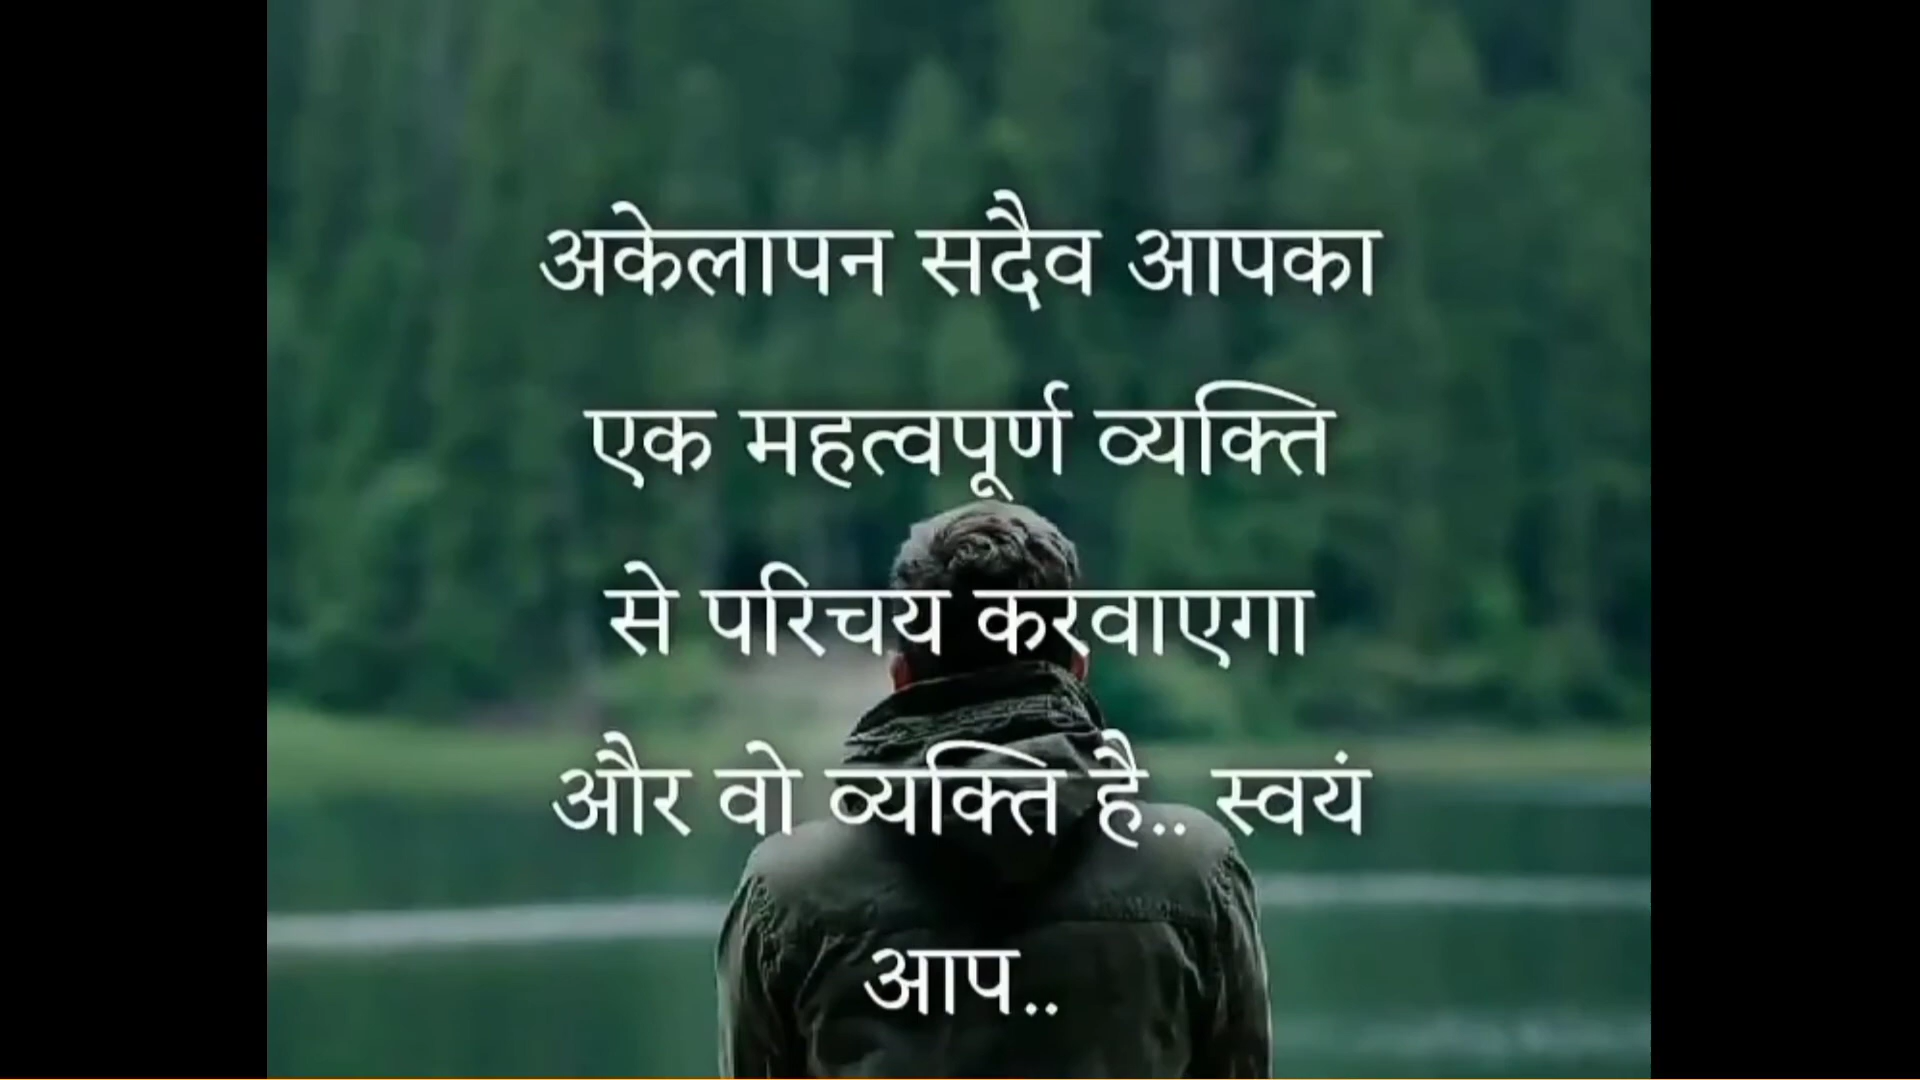 अकेलापन सदैव आपका
एक महत्वपूर्ण व्यक्ति
से परिचय करवाएगा
और वो व्यक्ति है.. स्वयं
आप..